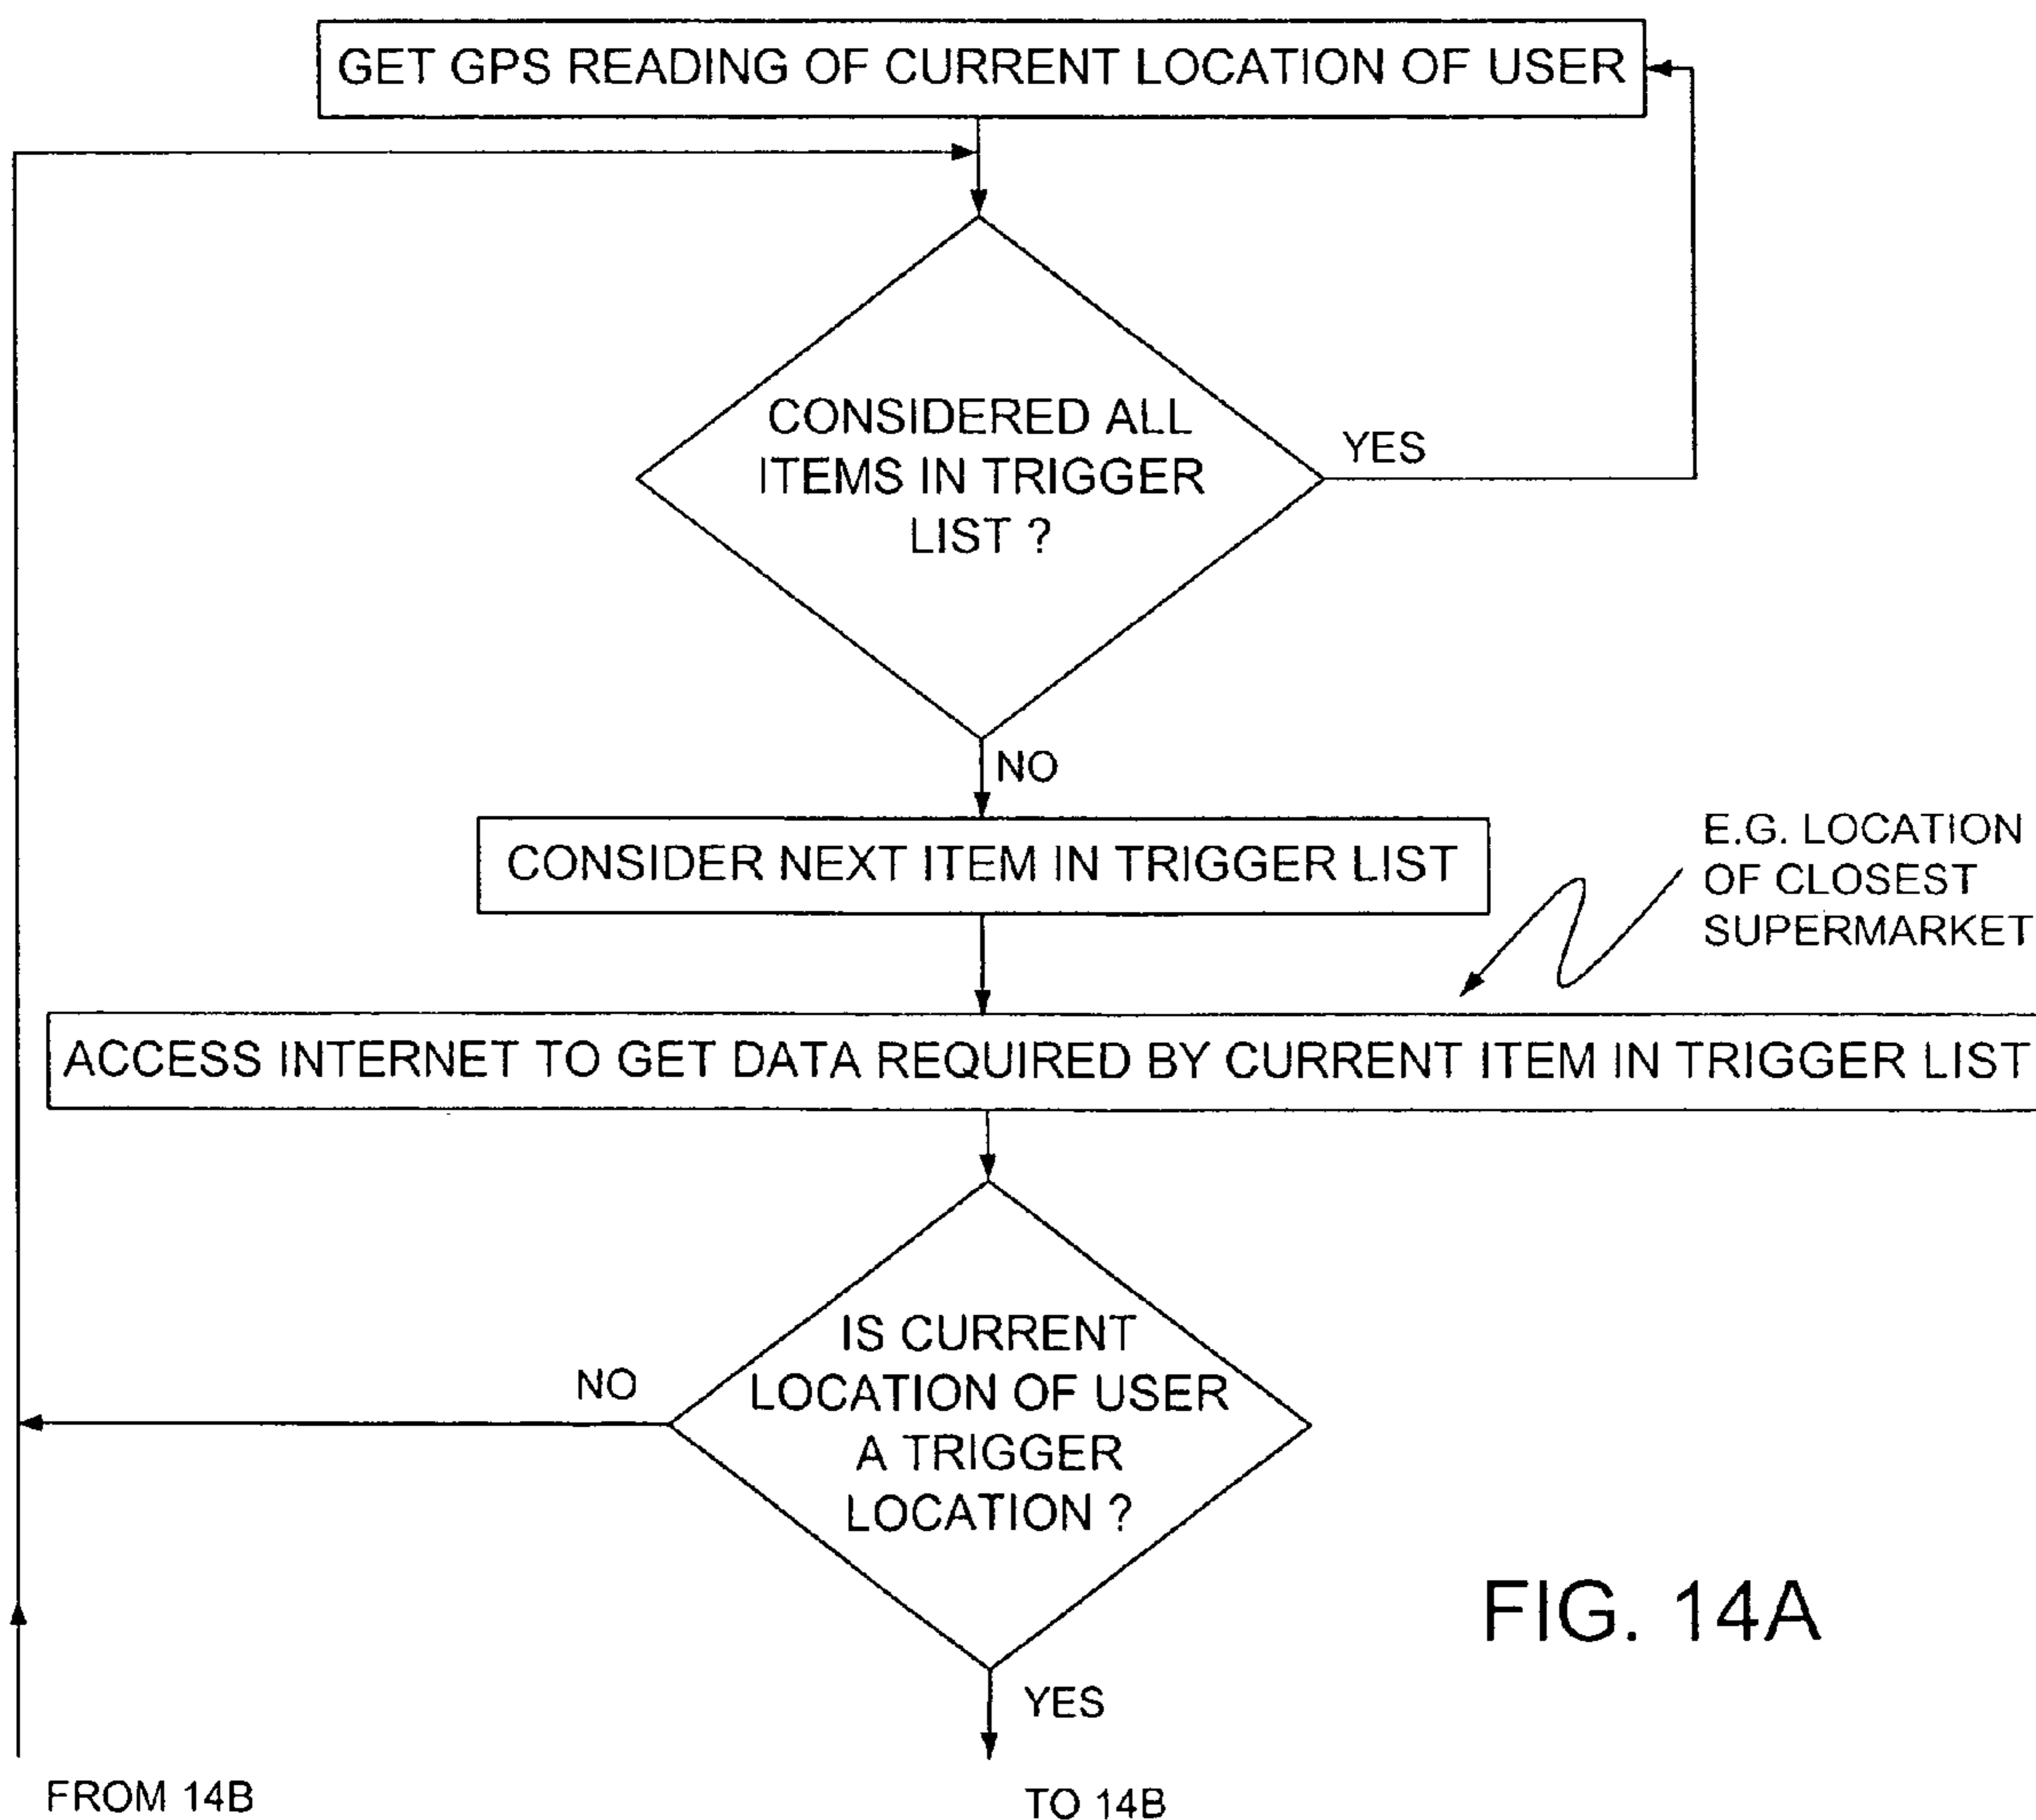 GET GPS READING OF CURRENT LOCATION OF USER
CONSIDERED ALL
ITEMS IN TRIGGER
LIST ?
YES
NO
CONSIDER NEXT ITEM IN TRIGGER LIST
E.G. LOCATION
OF CLOSEST
SUPERMARKET
ACCESS INTERNET TO GET DATA REQUIRED BY CURRENT ITEM IN TRIGGER LIST
IS CURRENT
LOCATION OF USER
A TRIGGER
LOCATION ?
NO
YES
FIG. 14A
FROM 14B
TO 14B